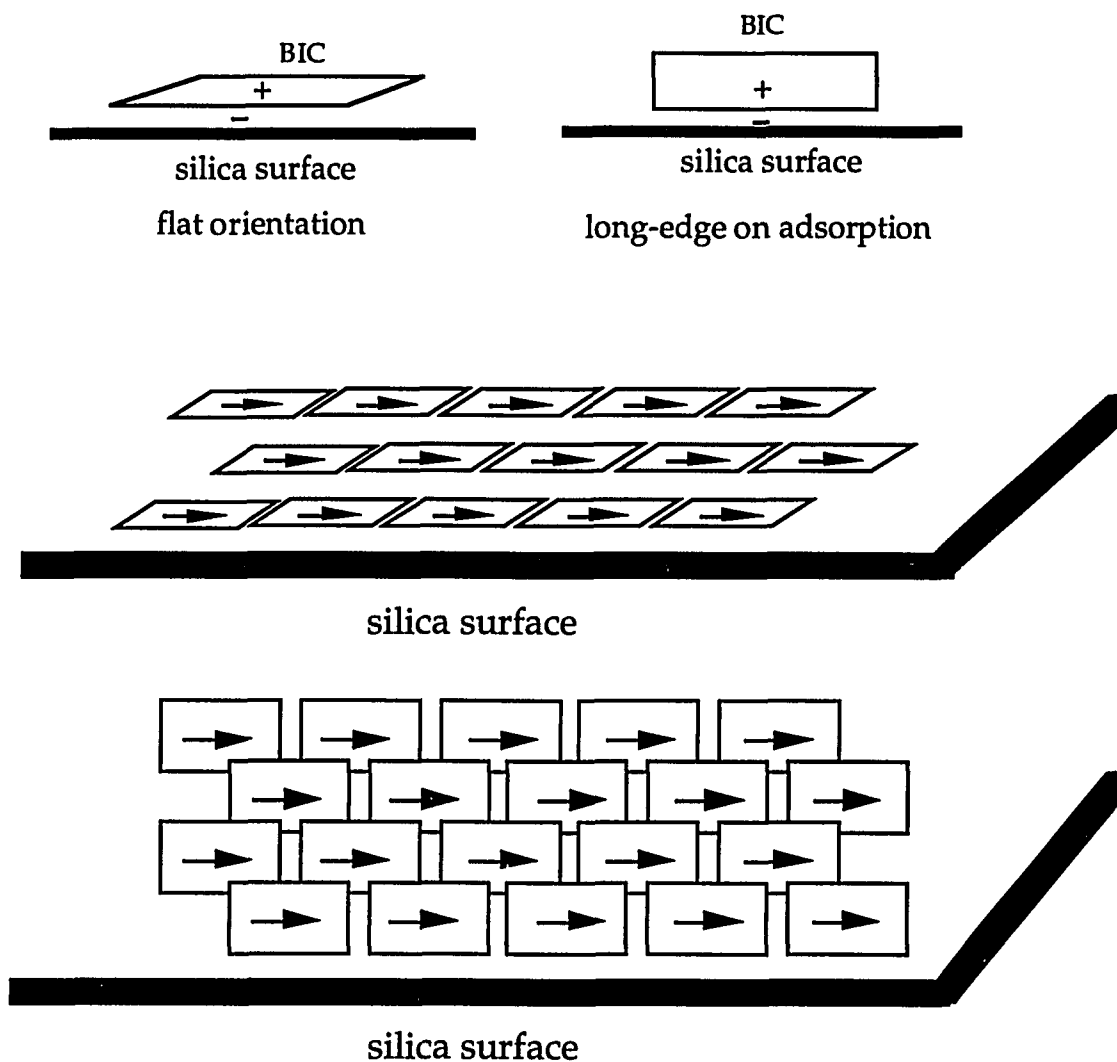 BIC
+
−
silica surface
flat orientation
BIC
+
−
silica surface
long-edge on adsorption
silica surface
silica surface